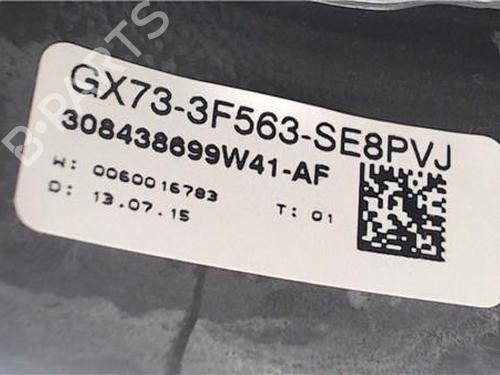 B-PARTS
GX73-3F563-SE8PVJ
308438699W41-AF
W: 0060016783
D: 13.07.15 T: 01